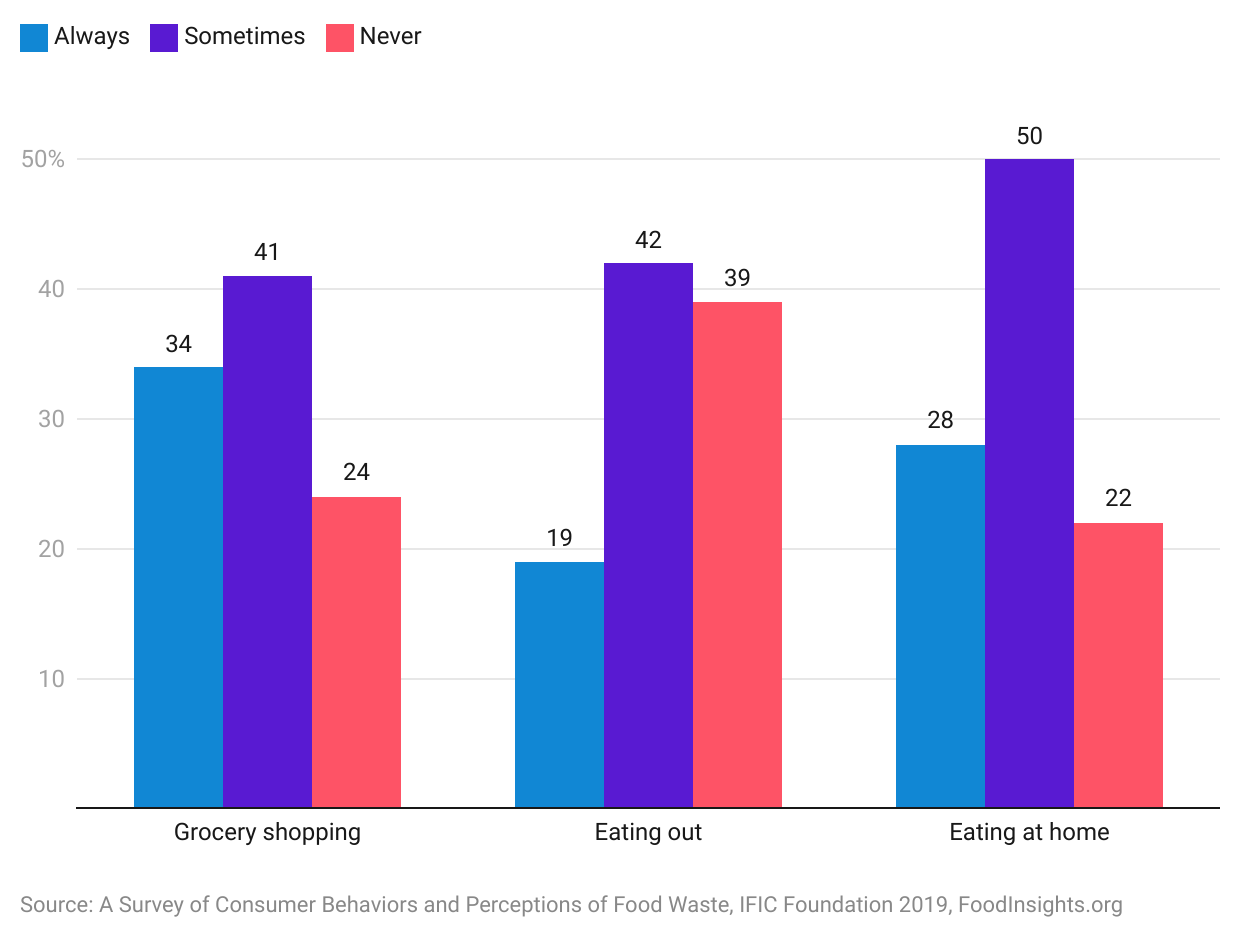 Always Sometimes Never
50%
40
30
20
10
34
41
24
19
42
39
28
50
22
Grocery shopping
Eating out
Eating at home
Source: A Survey of Consumer Behaviors and Perceptions of Food Waste, IFIC Foundation 2019, FoodInsights.org